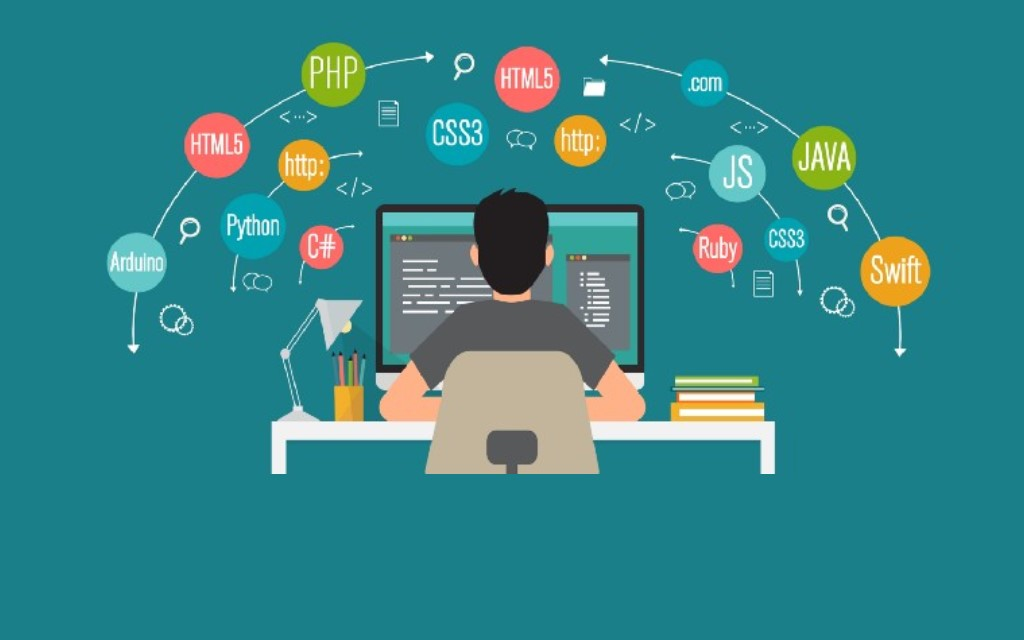 PHP
HTML5
.com
CSS3
http:
HTML5
http:
JS
JAVA
Python
C#
Ruby
CSS3
Arduino
Swift